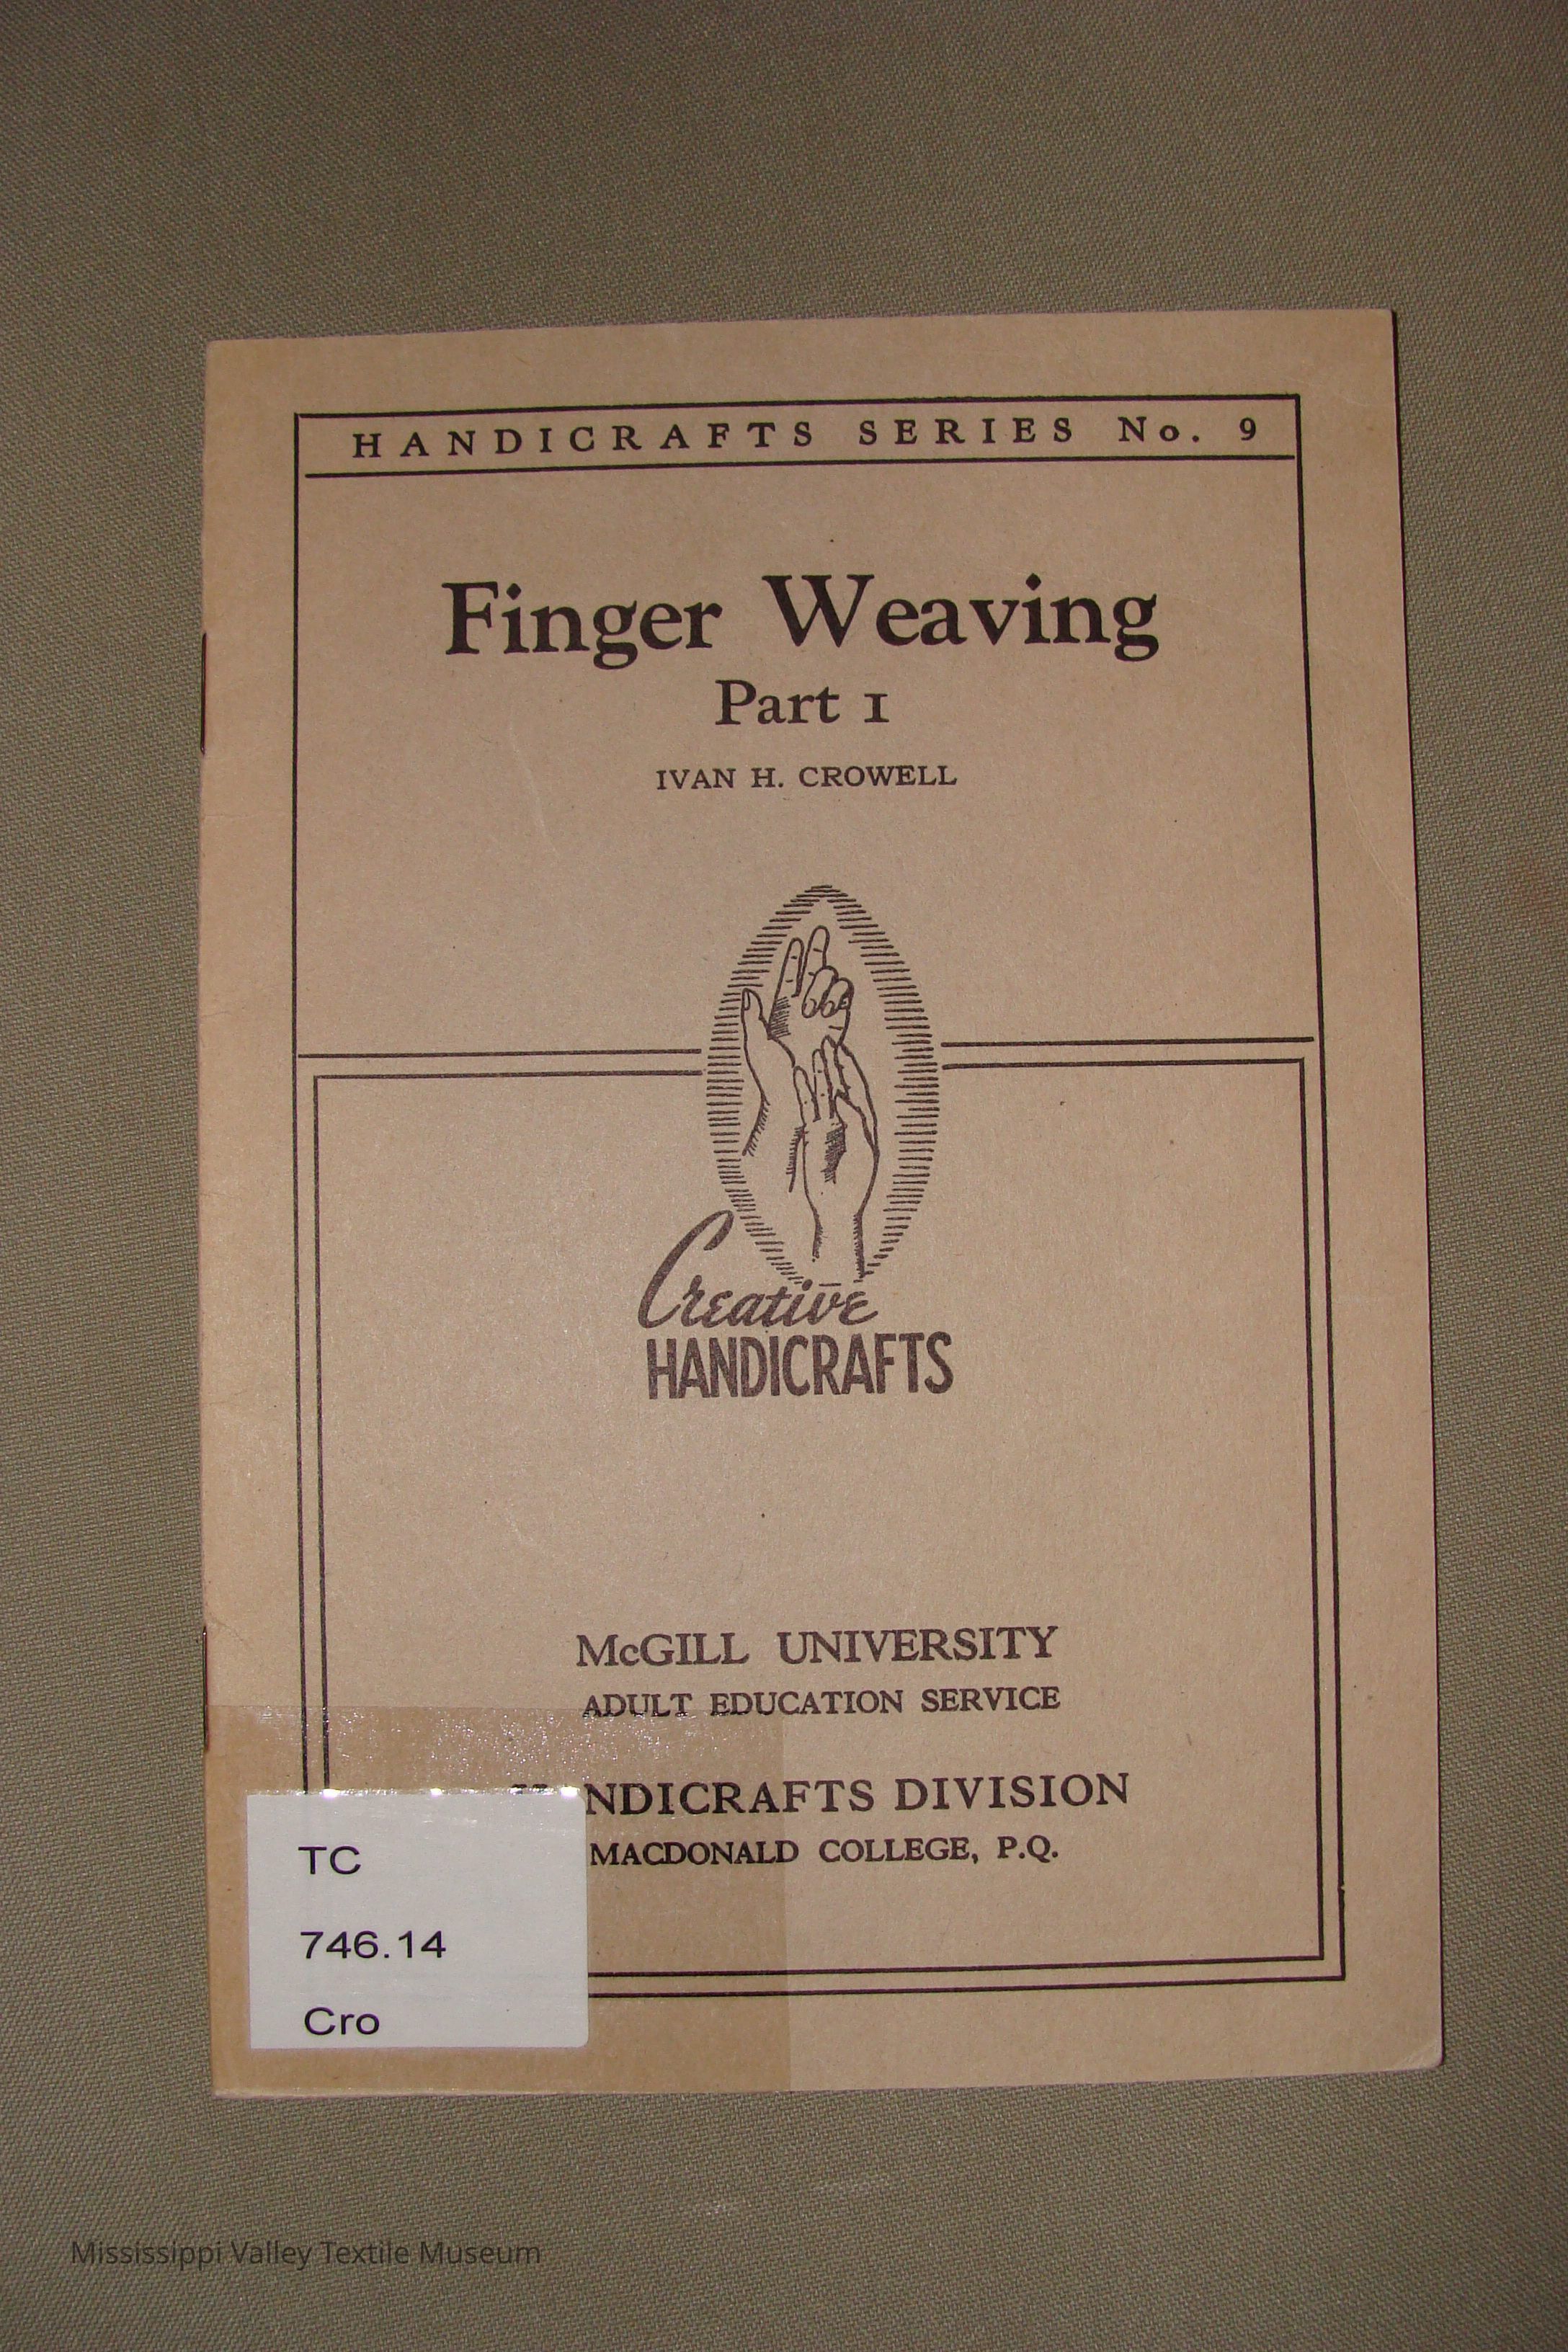 HANDICRAFTS SERIES No. 9
Finger Weaving
Part 1
IVAN H. CROWELL
Creative
HANDICRAFTS
McGILL UNIVERSITY
ADULT EDUCATION SERVICE
NDICRAFTS DIVISION
MACDONALD COLLEGE, P.Q.
TC
746.14
Cro
Mississippi Valley Textile Museum